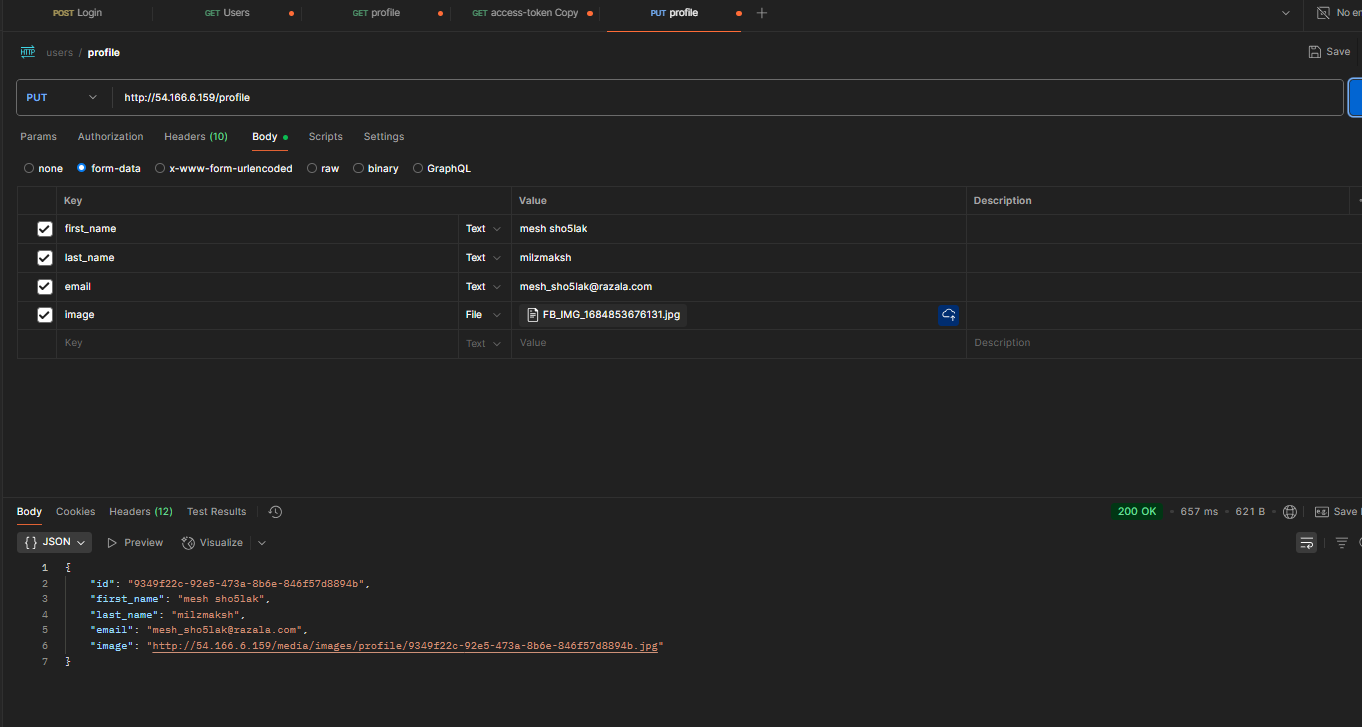 POST Login GET Users GET profile GET access-token Copy PUT profile No en
HTTP users / profile Save
PUT http://54.166.6.159/profile
Params Authorization Headers (10) Body Scripts Settings
none form-data x-www-form-urlencoded raw binary GraphQL
Key Value Description
first_name Text mesh sho5lak
last_name Text milzmaksh
email Text mesh_sho5lak@razala.com
image File FB_IMG_1684853676131.jpg
Key Text Value Description
Body Cookies Headers (12) Test Results 200 OK 657 ms 621 B e.g. Save
{ } JSON Preview Visualize
1 {
2 "id": "9349f22c-92e5-473a-8b6e-846f57d8894b",
3 "first_name": "mesh sho5lak",
4 "last_name": "milzmaksh",
5 "email": "mesh_sho5lak@razala.com",
6 "image": "http://54.166.6.159/media/images/profile/9349f22c-92e5-473a-8b6e-846f57d8894b.jpg"
7 }